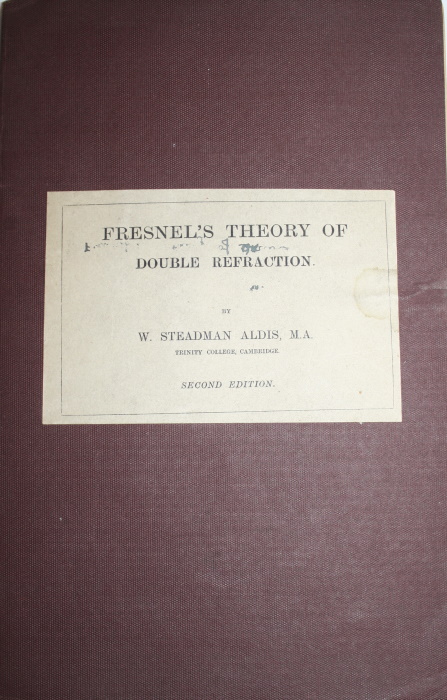 FRESNEL'S THEORY OF
DOUBLE REFRACTION.
BY
W. STEADMAN ALDIS, M.A.
TRINITY COLLEGE, CAMBRIDGE.
SECOND EDITION.